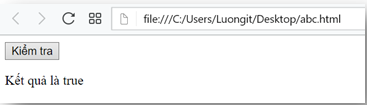 file:///C:/Users/Luongit/Desktop/abc.html
Kiểm tra
Kết quả là true